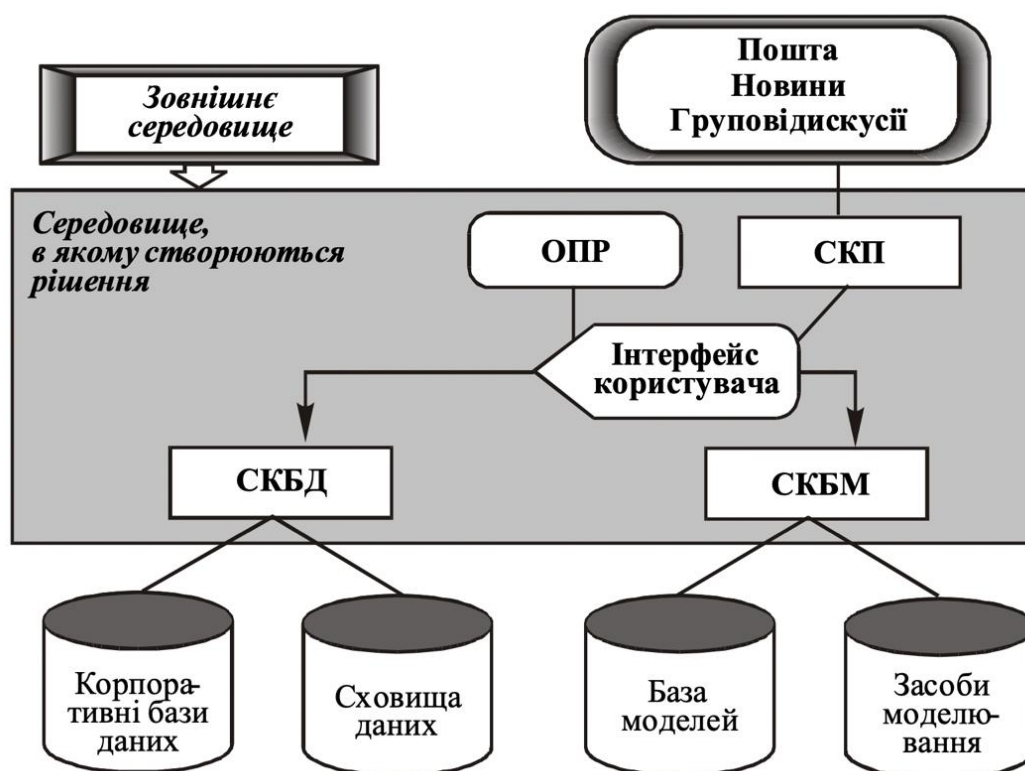 Зовнішнє
середовище
Пошта
Новини
Груповідискусії
Середовище,
в якому створюються
рішення
ОПР
СКП
Інтерфейс
користувача
СКБД
СКБМ
Корпора-
тивні бази
даних
Сховища
даних
База
моделей
Засоби
моделю-
вання